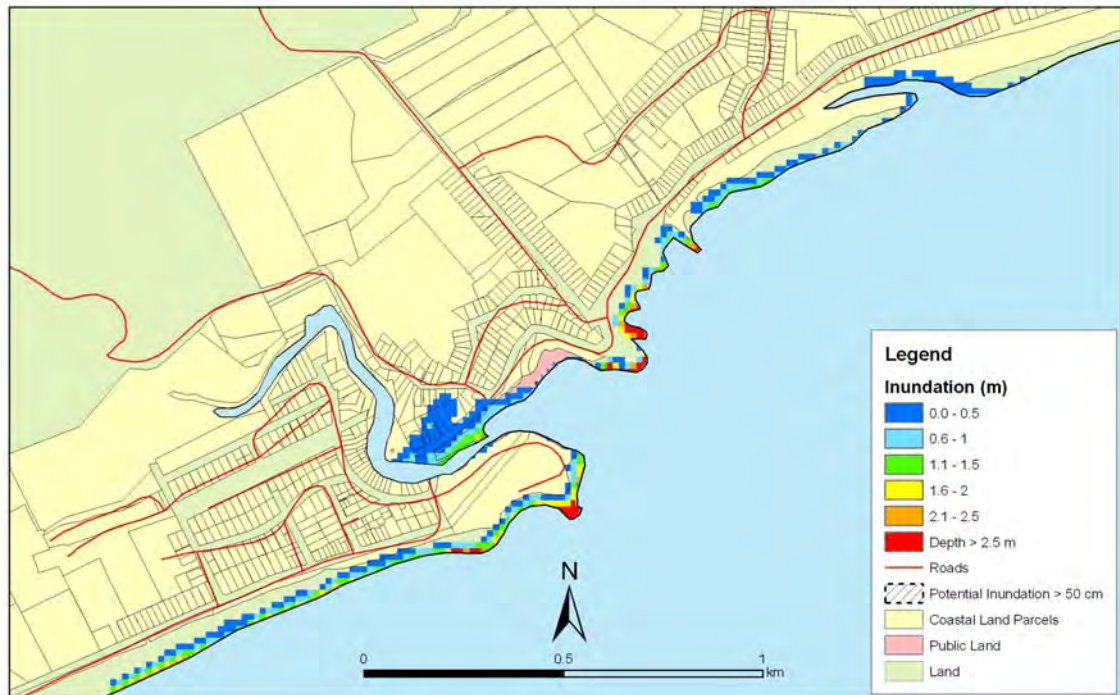 Legend
Inundation (m)
0.0 - 0.5
0.6 - 1
1.1 - 1.5
1.6 - 2
2.1 - 2.5
Depth > 2.5 m
Roads
Potential Inundation > 50 cm
Coastal Land Parcels
Public Land
Land
N
0 0.5 1
km